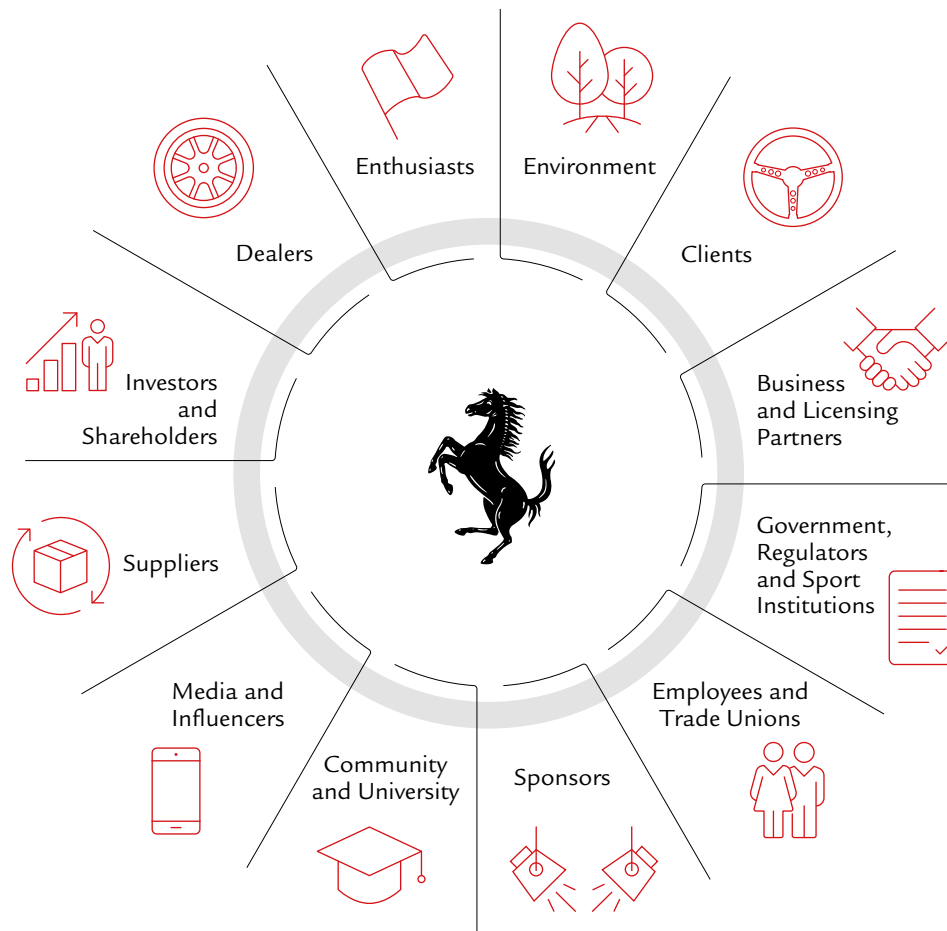 Enthusiasts
Environment
Dealers
Clients
Investors
and
Shareholders
Business
and Licensing
Partners
Suppliers
Government,
Regulators
and Sport
Institutions
Media and
Influencers
Employees and
Trade Unions
Community
and University
Sponsors